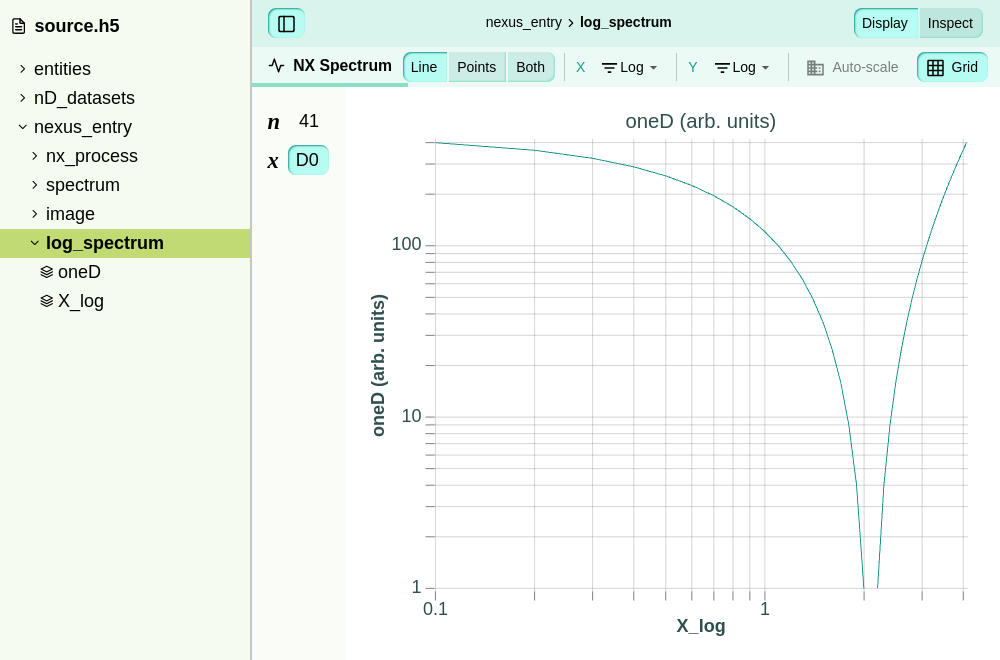 source.h5
entities
nD_datasets
nexus_entry
nx_process
spectrum
image
log_spectrum
oneD
X_log
nexus_entry › log_spectrum
Display Inspect
NX Spectrum Line Points Both X Log Y Log Auto-scale Grid
n 41
x D0
oneD (arb. units)
oneD (arb. units)
100
10
1
0.1 1
X_log